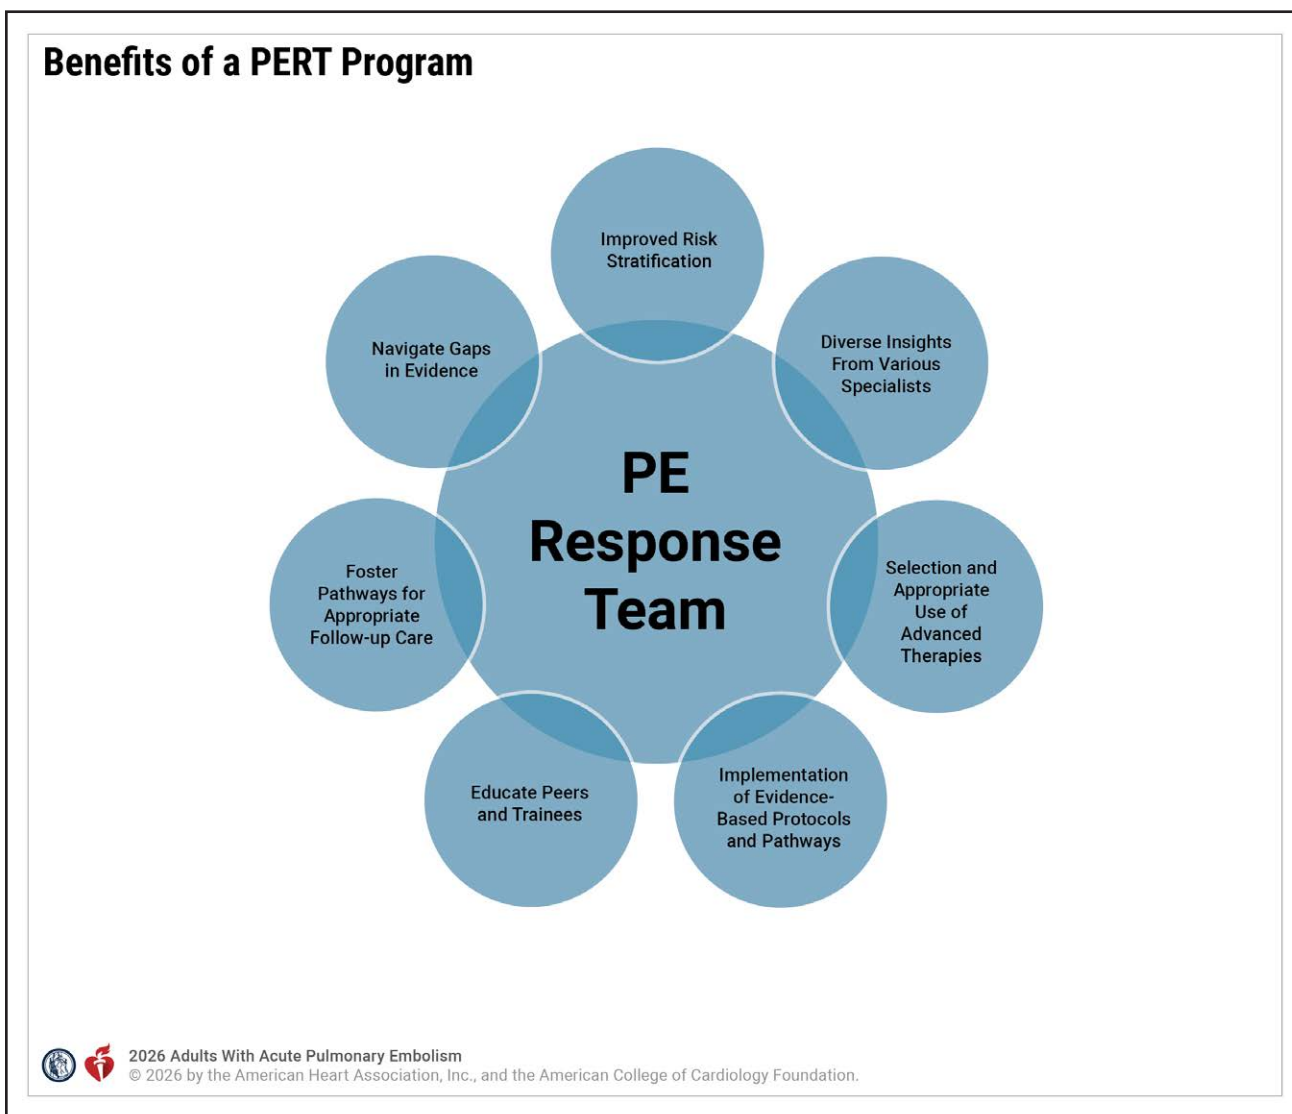 Benefits of a PERT Program
Improved Risk
Stratification
Diverse Insights
From Various
Specialists
Selection and
Appropriate
Use of
Advanced
Therapies
Implementation
of Evidence-
Based Protocols
and Pathways
Educate Peers
and Trainees
Foster
Pathways for
Appropriate
Follow-up Care
Navigate Gaps
in Evidence
PE
Response
Team
2026 Adults With Acute Pulmonary Embolism
© 2026 by the American Heart Association, Inc., and the American College of Cardiology Foundation.